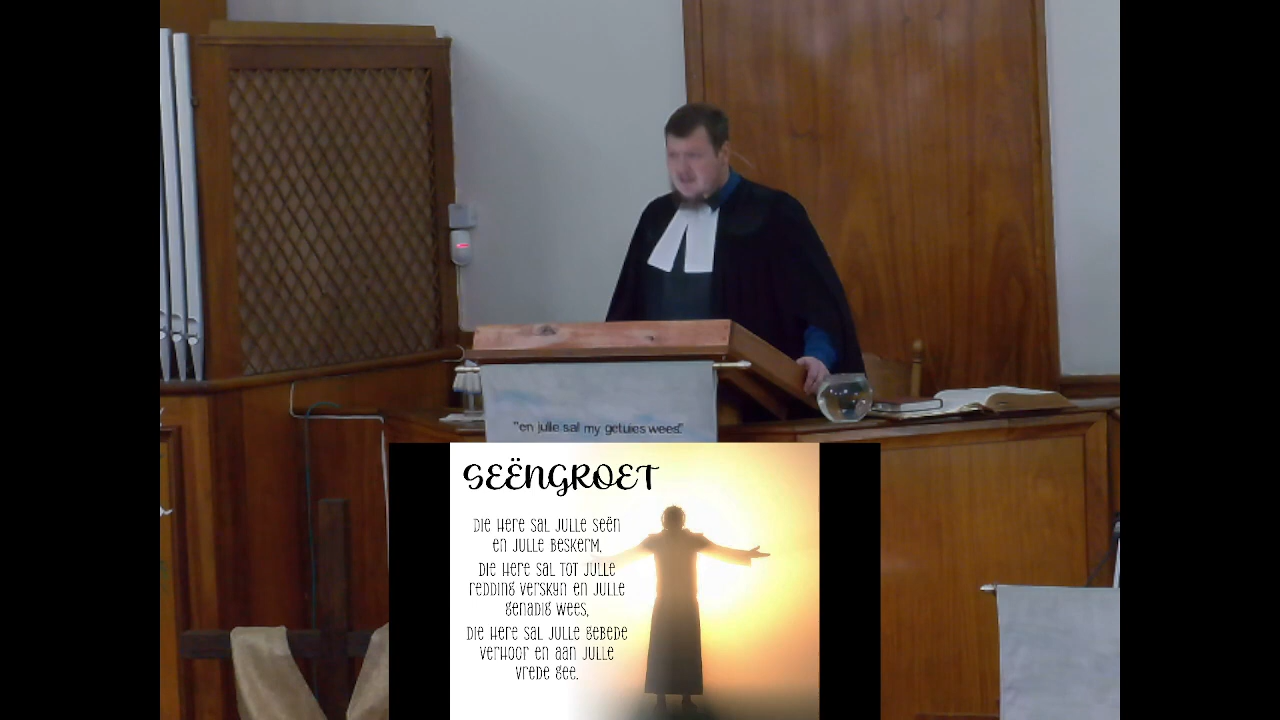 "en julle sal my getuies wees"
SEËNGROET
DIE HERE SAL JULLE SEËN
EN JULLE BESKERM,
DIE HERE SAL TOT JULLE
REDDING VERSKYN EN JULLE
GENADIG WEES,
DIE HERE SAL JULLE GEBEDE
VERHOOR EN AAN JULLE
VREDE GEE.